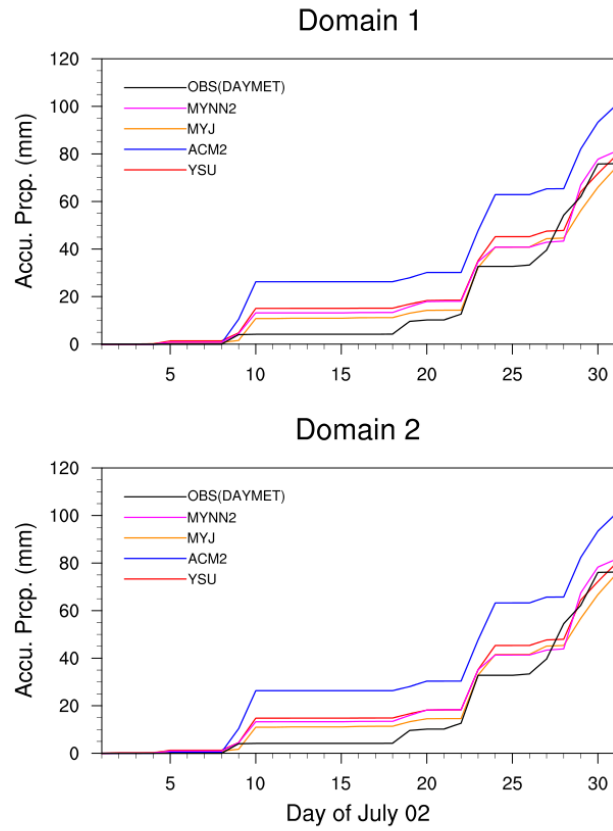 Domain 1
Accu. Prcp. (mm)
120
100
80
60
40
20
0
OBS(DAYMET)
MYNN2
MYJ
ACM2
YSU
5 10 15 20 25 30
Domain 2
Accu. Prcp. (mm)
120
100
80
60
40
20
0
OBS(DAYMET)
MYNN2
MYJ
ACM2
YSU
5 10 15 20 25 30
Day of July 02